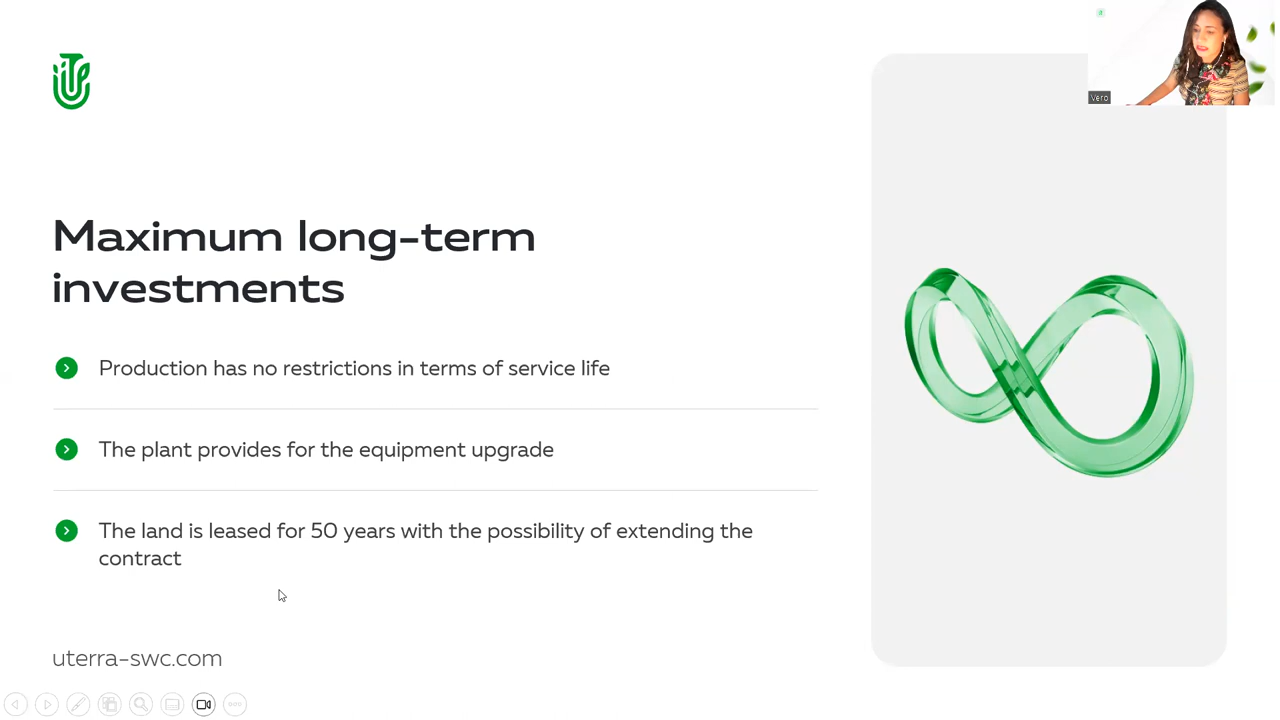 Vero
Maximum long-term
investments
Production has no restrictions in terms of service life
The plant provides for the equipment upgrade
The land is leased for 50 years with the possibility of extending the
contract
uterra-swc.com